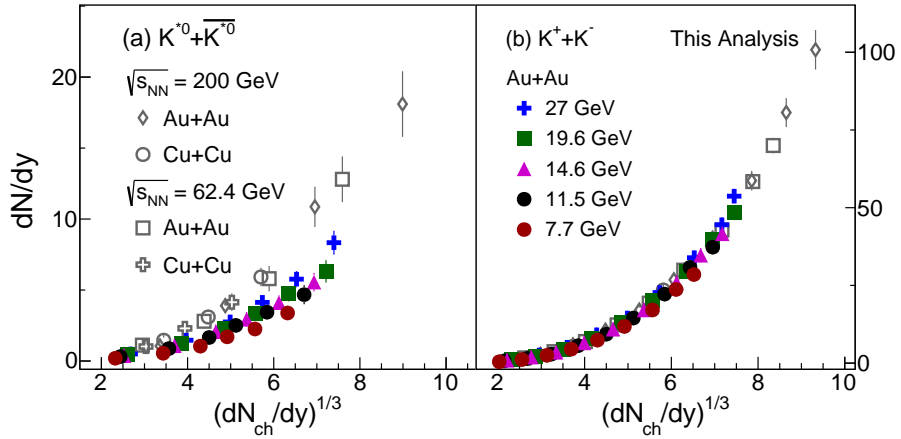 (a) K*0+K*0
√sNN = 200 GeV
Au+Au
Cu+Cu
√sNN = 62.4 GeV
Au+Au
Cu+Cu
dN/dy
20
10
0
2 4 6 8 10
(dNch/dy)1/3
(b) K++K- This Analysis
Au+Au
27 GeV
19.6 GeV
14.6 GeV
11.5 GeV
7.7 GeV
100
50
0
2 4 6 8 10
(dNch/dy)1/3